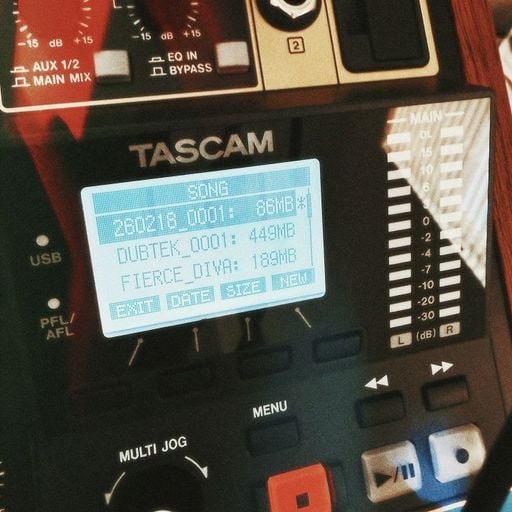 -15 dB +15
-15 dB +15
AUX 1/2
MAIN MIX
EQ IN
BYPASS
2
TASCAM
SONG
260218_0001: 86MB*
DUBTEK_0001: 449MB
FIERCE_DIVA: 189MB
EXIT DATE SIZE NEW
USB
PFL/
AFL
MAIN
OL
15
10
6
3
0
-2
-4
-7
-10
-20
-30
L (dB) R
MENU
MULTI JOG